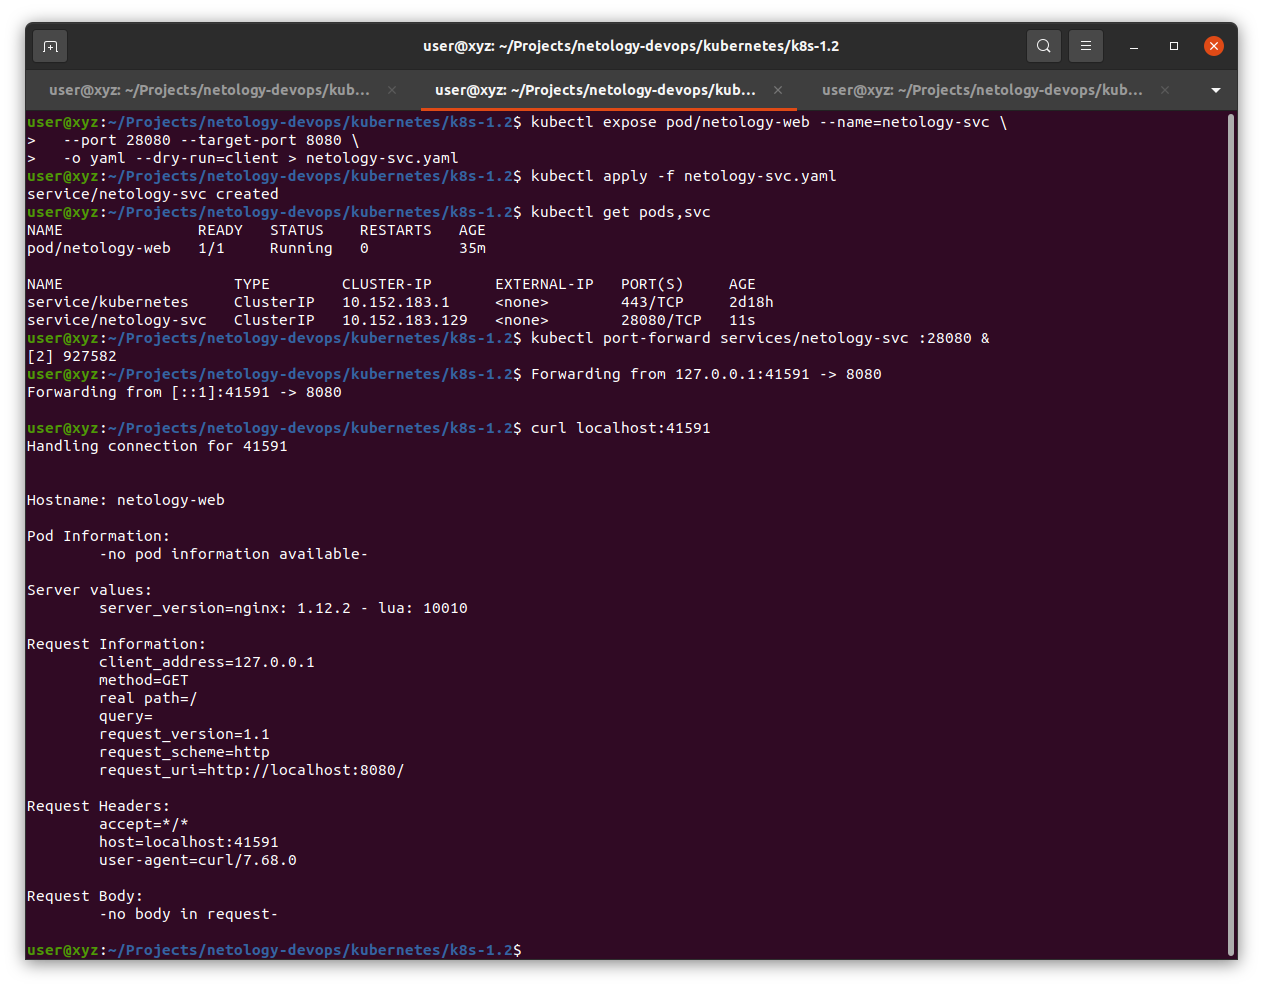 user@xyz: ~/Projects/netology-devops/kubernetes/k8s-1.2
user@xyz: ~/Projects/netology-devops/kub...
user@xyz: ~/Projects/netology-devops/kub...
user@xyz: ~/Projects/netology-devops/kub...
user@xyz:~/Projects/netology-devops/kubernetes/k8s-1.2$ kubectl expose pod/netology-web --name=netology-svc \
>   --port 28080 --target-port 8080 \
>   -o yaml --dry-run=client > netology-svc.yaml
user@xyz:~/Projects/netology-devops/kubernetes/k8s-1.2$ kubectl apply -f netology-svc.yaml
service/netology-svc created
user@xyz:~/Projects/netology-devops/kubernetes/k8s-1.2$ kubectl get pods,svc
NAME               READY   STATUS    RESTARTS   AGE
pod/netology-web   1/1     Running   0          35m

NAME                   TYPE        CLUSTER-IP       EXTERNAL-IP   PORT(S)     AGE
service/kubernetes     ClusterIP   10.152.183.1     <none>        443/TCP     2d18h
service/netology-svc   ClusterIP   10.152.183.129   <none>        28080/TCP   11s
user@xyz:~/Projects/netology-devops/kubernetes/k8s-1.2$ kubectl port-forward services/netology-svc :28080 &
[2] 927582
user@xyz:~/Projects/netology-devops/kubernetes/k8s-1.2$ Forwarding from 127.0.0.1:41591 -> 8080
Forwarding from [::1]:41591 -> 8080

user@xyz:~/Projects/netology-devops/kubernetes/k8s-1.2$ curl localhost:41591
Handling connection for 41591


Hostname: netology-web

Pod Information:
        -no pod information available-

Server values:
        server_version=nginx: 1.12.2 - lua: 10010

Request Information:
        client_address=127.0.0.1
        method=GET
        real path=/
        query=
        request_version=1.1
        request_scheme=http
        request_uri=http://localhost:8080/

Request Headers:
        accept=*/*
        host=localhost:41591
        user-agent=curl/7.68.0

Request Body:
        -no body in request-

user@xyz:~/Projects/netology-devops/kubernetes/k8s-1.2$